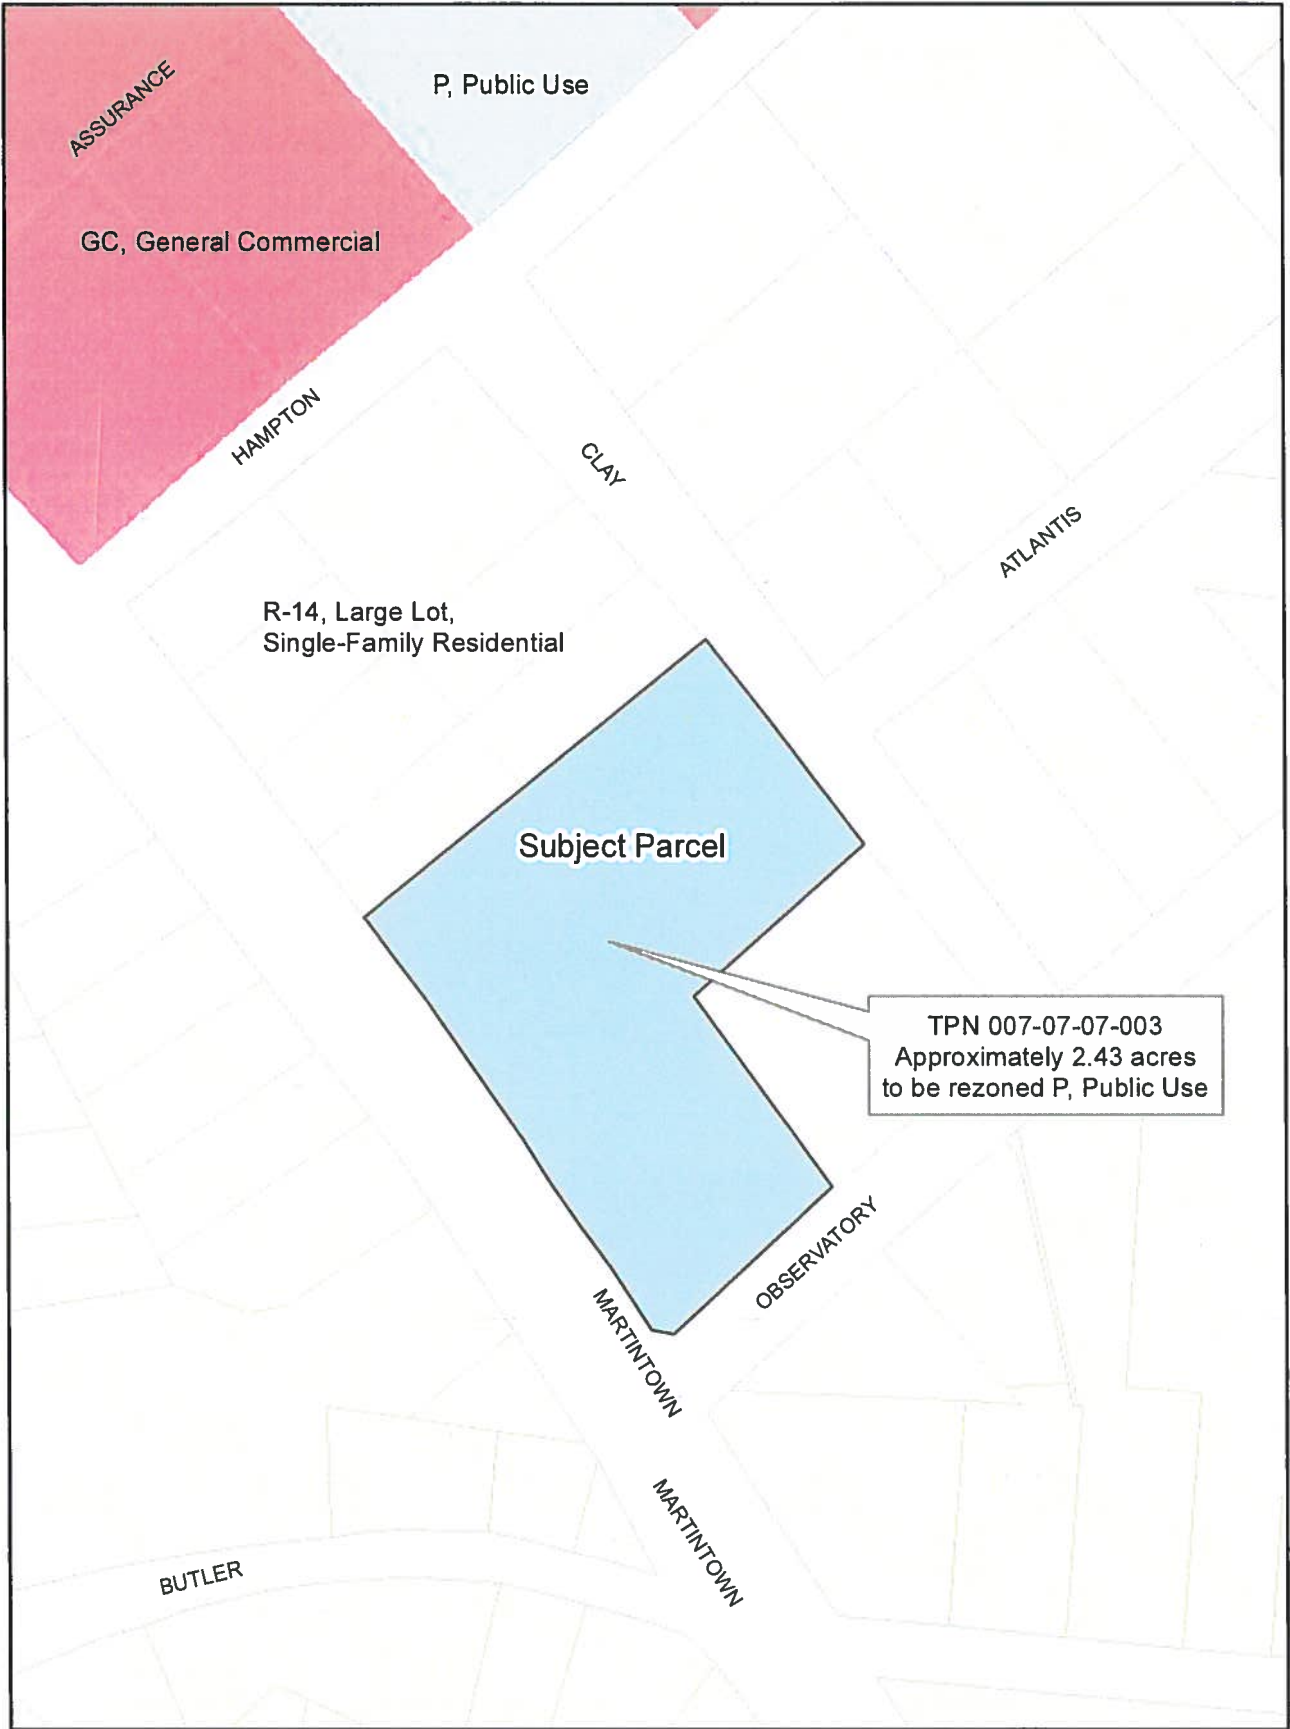 P, Public Use
ASSURANCE
GC, General Commercial
HAMPTON
CLAY
ATLANTIS
R-14, Large Lot,
Single-Family Residential
Subject Parcel
TPN 007-07-07-003
Approximately 2.43 acres
to be rezoned P, Public Use
OBSERVATORY
MARTINTOWN
MARTINTOWN
BUTLER